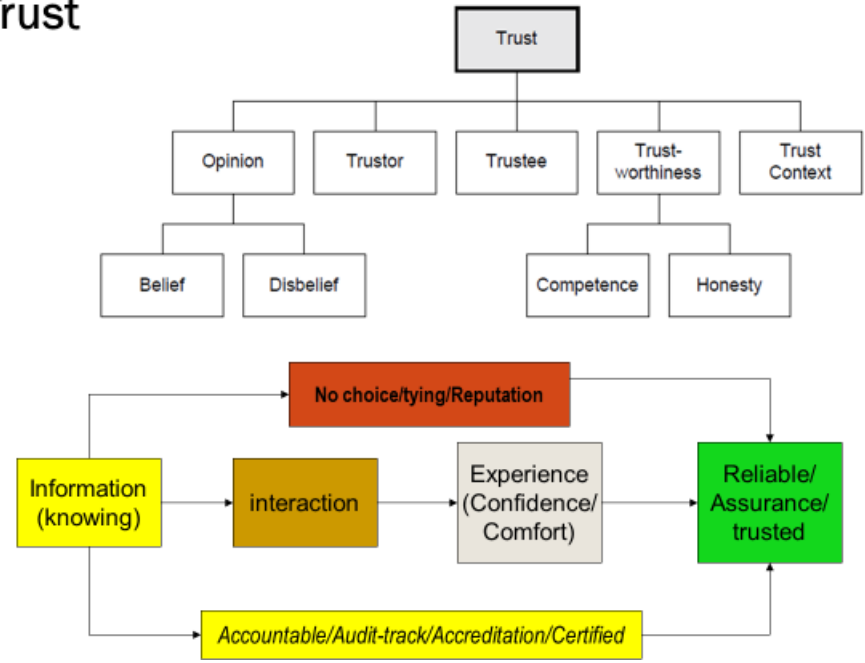 rust
Trust
Opinion
Trustor
Trustee
Trust-
worthiness
Trust
Context
Belief
Disbelief
Competence
Honesty
No choice/tying/Reputation
Information
(knowing)
interaction
Experience
(Confidence/
Comfort)
Reliable/
Assurance/
trusted
Accountable/Audit-track/Accreditation/Certified